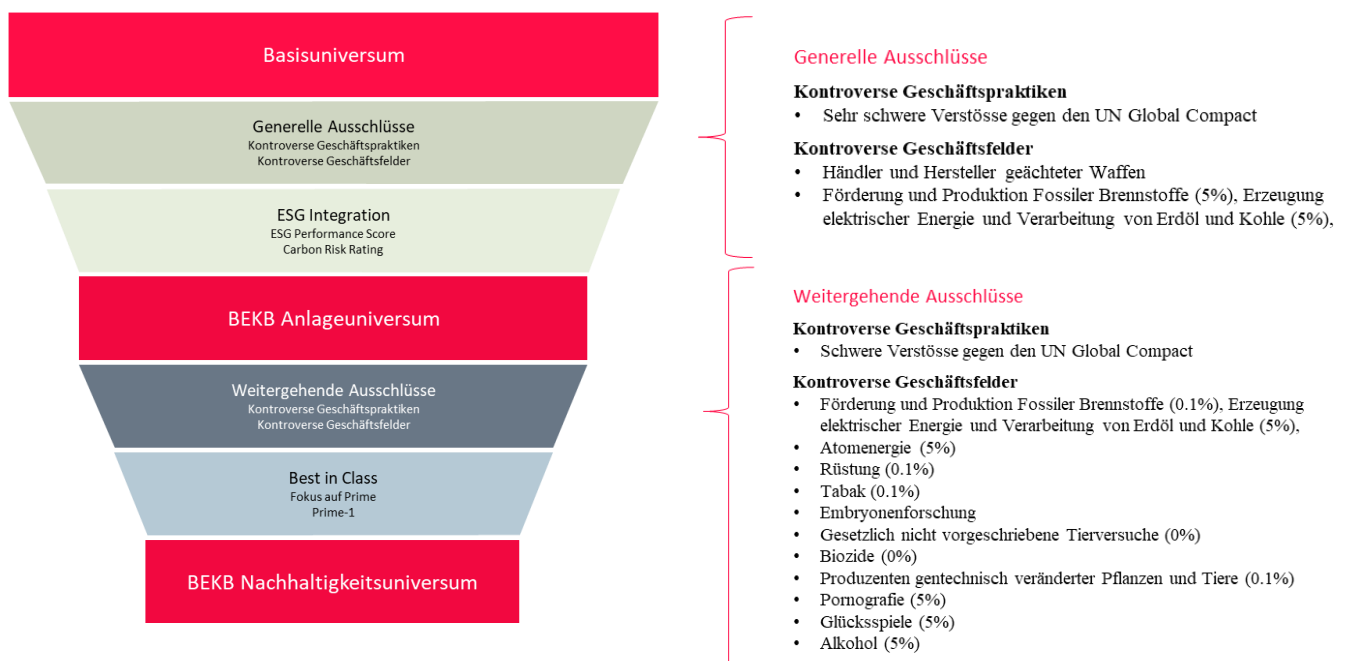 Basisuniversum
Generelle Ausschlüsse
Kontroverse Geschäftspraktiken
Kontroverse Geschäftsfelder
ESG Integration
ESG Performance Score
Carbon Risk Rating
BEKB Anlageuniversum
Weitergehende Ausschlüsse
Kontroverse Geschäftspraktiken
Kontroverse Geschäftsfelder
Best in Class
Fokus auf Prime
Prime-1
BEKB Nachhaltigkeitsuniversum
Generelle Ausschlüsse
Kontroverse Geschäftspraktiken
• Sehr schwere Verstösse gegen den UN Global Compact
Kontroverse Geschäftsfelder
• Händler und Hersteller geächteter Waffen
• Förderung und Produktion Fossiler Brennstoffe (5%), Erzeugung
elektrischer Energie und Verarbeitung von Erdöl und Kohle (5%),
Weitergehende Ausschlüsse
Kontroverse Geschäftspraktiken
• Schwere Verstösse gegen den UN Global Compact
Kontroverse Geschäftsfelder
• Förderung und Produktion Fossiler Brennstoffe (0.1%), Erzeugung
elektrischer Energie und Verarbeitung von Erdöl und Kohle (5%),
• Atomenergie (5%)
• Rüstung (0.1%)
• Tabak (0.1%)
• Embryonenforschung
• Gesetzlich nicht vorgeschriebene Tierversuche (0%)
• Biozide (0%)
• Produzenten gentechnisch veränderter Pflanzen und Tiere (0.1%)
• Pornografie (5%)
• Glücksspiele (5%)
• Alkohol (5%)